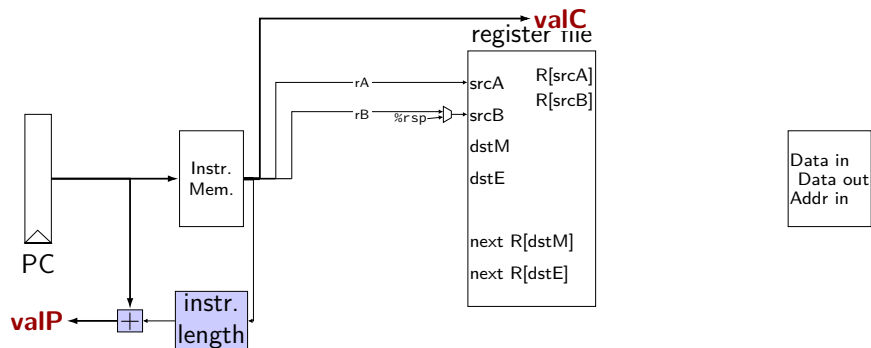 valC
register file
rA
srcA
R[srcA]
R[srcB]
rB
%rsp
srcB
dstM
dstE
next R[dstM]
next R[dstE]
Instr.
Mem.
PC
Data in
Data out
Addr in
valP
+
instr.
length